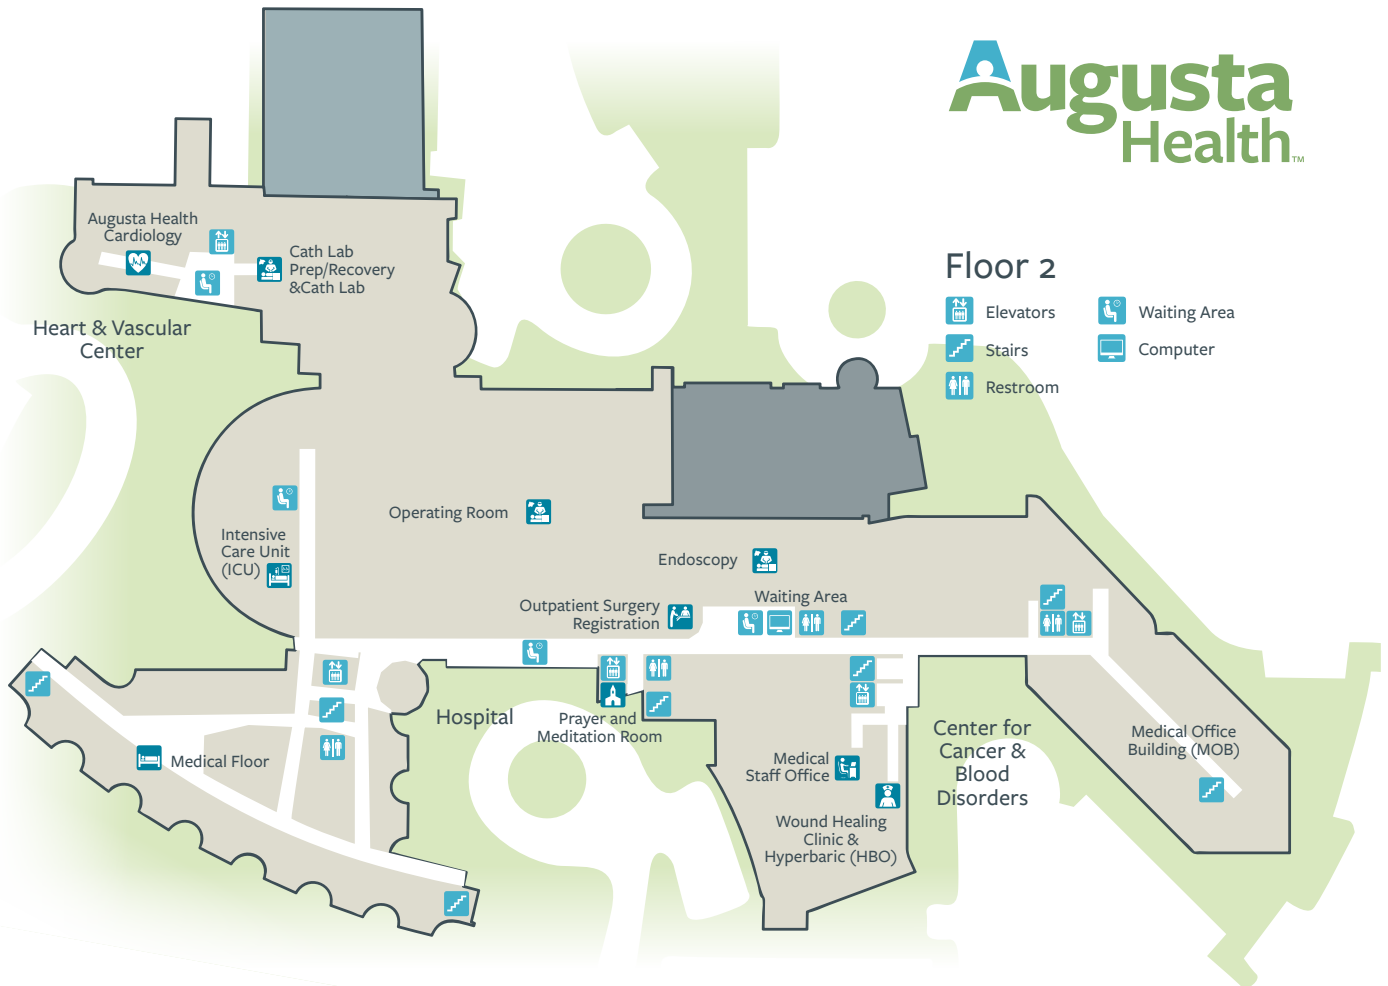 Augusta
Health™
Floor 2
Elevators
Waiting Area
Stairs
Computer
Restroom
Augusta Health
Cardiology
Cath Lab
Prep/Recovery
&Cath Lab
Heart & Vascular
Center
Operating Room
Intensive
Care Unit
(ICU)
Endoscopy
Waiting Area
Outpatient Surgery
Registration
Hospital
Prayer and
Meditation Room
Medical Floor
Medical
Staff Office
Wound Healing
Clinic &
Hyperbaric (HBO)
Center for
Cancer &
Blood
Disorders
Medical Office
Building (MOB)